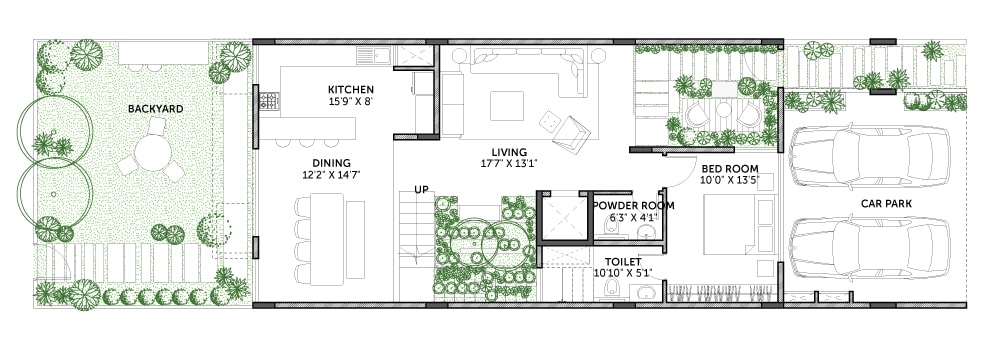 BACKYARD
KITCHEN
15'9" X 8'
DINING
12'2" X 14'7"
UP
LIVING
17'7" X 13'1"
POWDER ROOM
6'3" X 4'1"
TOILET
10'10" X 5'1"
BED ROOM
10'0" X 13'5"
CAR PARK